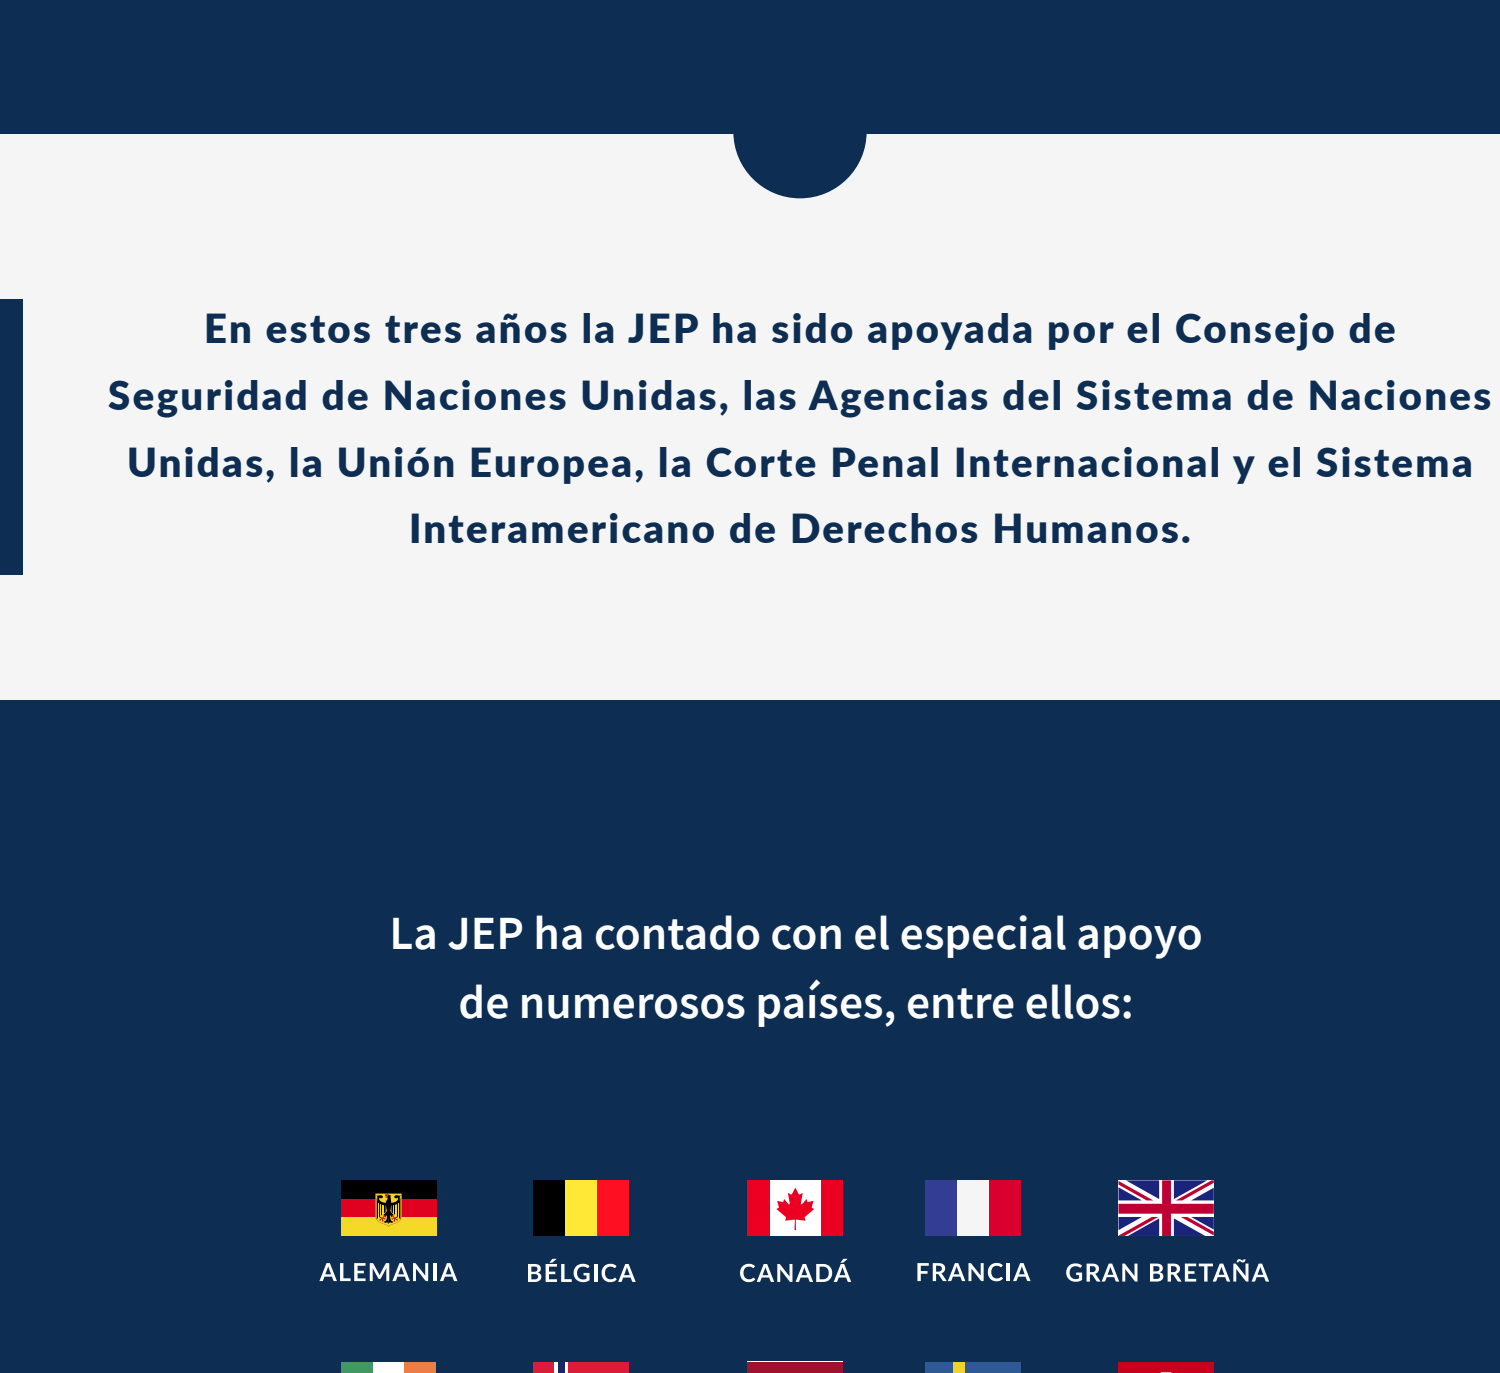 En estos tres años la JEP ha sido apoyada por el Consejo de
Seguridad de Naciones Unidas, las Agencias del Sistema de Naciones
Unidas, la Unión Europea, la Corte Penal Internacional y el Sistema
Interamericano de Derechos Humanos.
La JEP ha contado con el especial apoyo
de numerosos países, entre ellos:
ALEMANIA
BÉLGICA
CANADÁ
FRANCIA
GRAN BRETAÑA